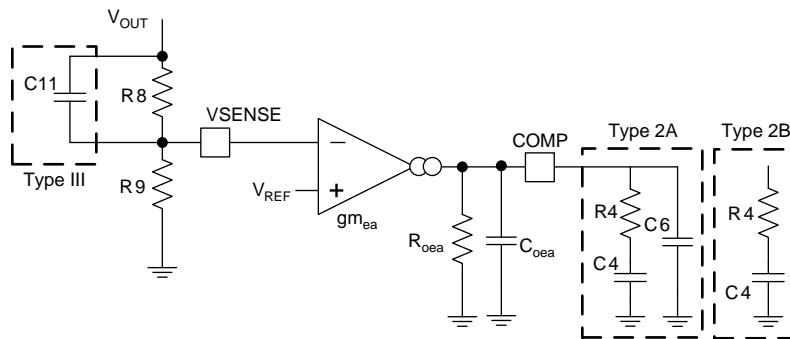 VOUT
C11
R8
VSENSE
Type III
R9
VREF
−
+
gmea
COMP
Roea
Coea
Type 2A
R4
C6
C4
Type 2B
R4
C4